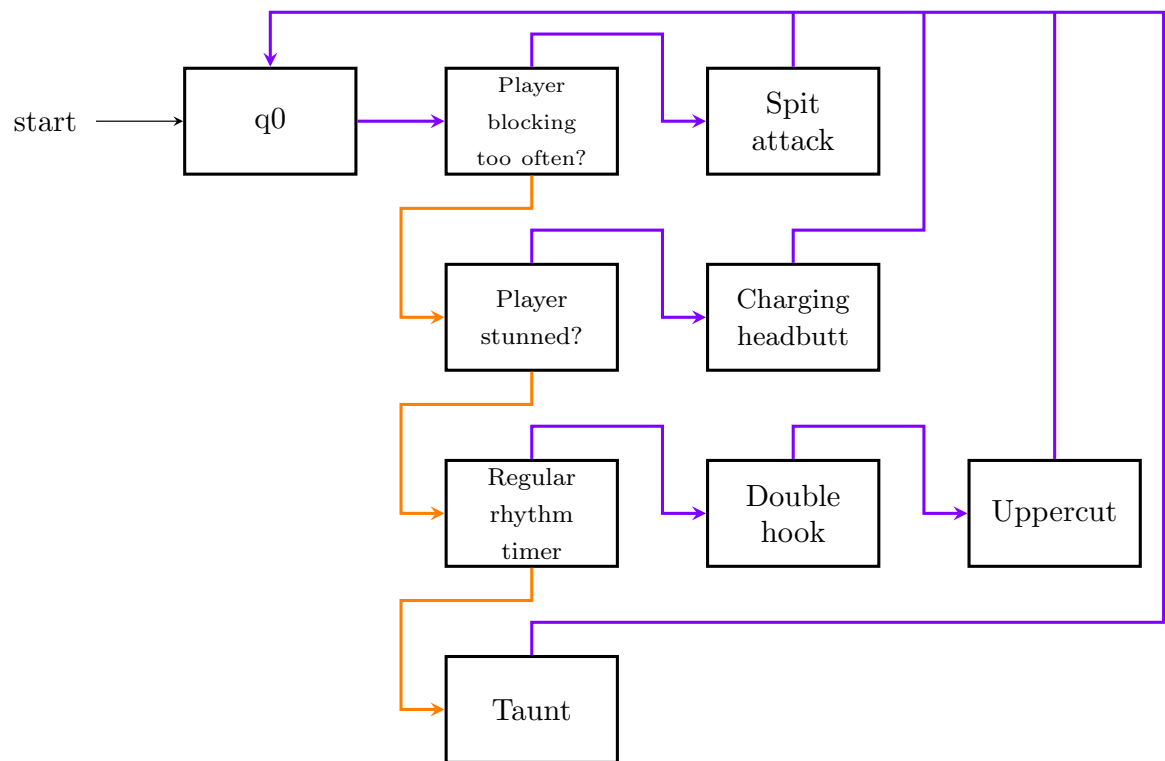 start
q0
Player
blocking
too often?
Spit
attack
Player
stunned?
Charging
headbutt
Regular
rhythm
timer
Double
hook
Uppercut
Taunt